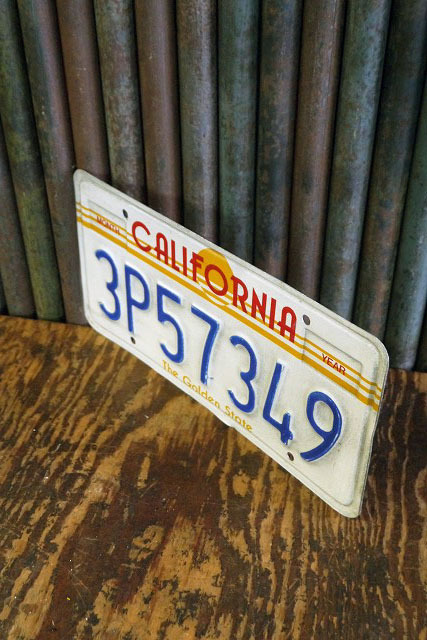 MONTH CALIFORNIA YEAR
3P57349
The Golden State